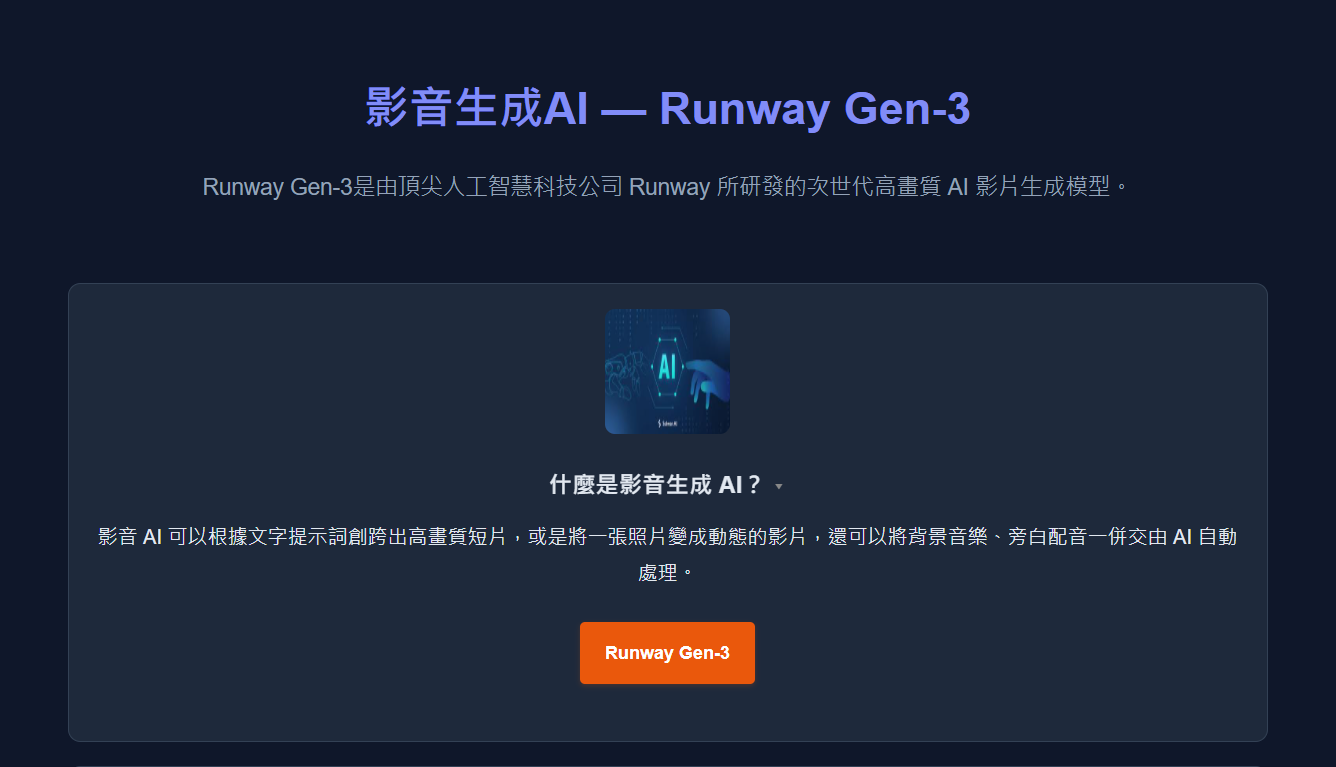 影音生成AI — Runway Gen-3
Runway Gen-3是由頂尖人工智慧科技公司 Runway 所研發的次世代高畫質 AI 影片生成模型。
AI
什麼是影音生成 AI？
影音 AI 可以根據文字提示詞創跨出高畫質短片，或是將一張照片變成動態的影片，還可以將背景音樂、旁白配音一併交由 AI 自動
處理。
Runway Gen-3